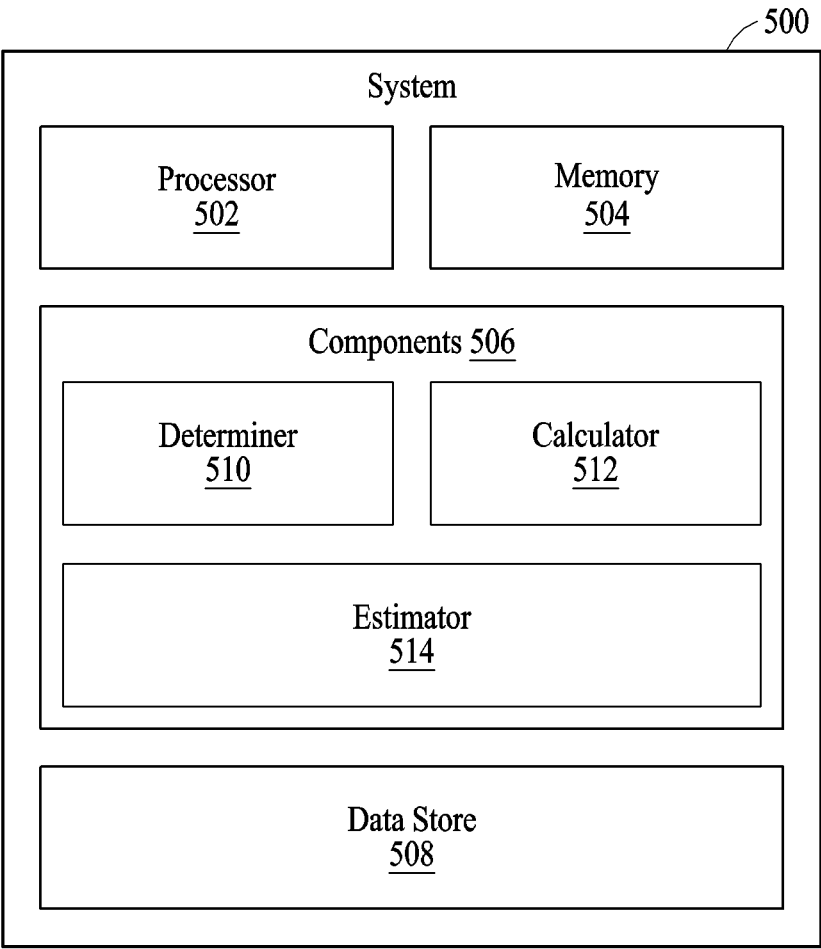 500
System
Processor
502
Memory
504
Components 506
Determiner
510
Calculator
512
Estimator
514
Data Store
508